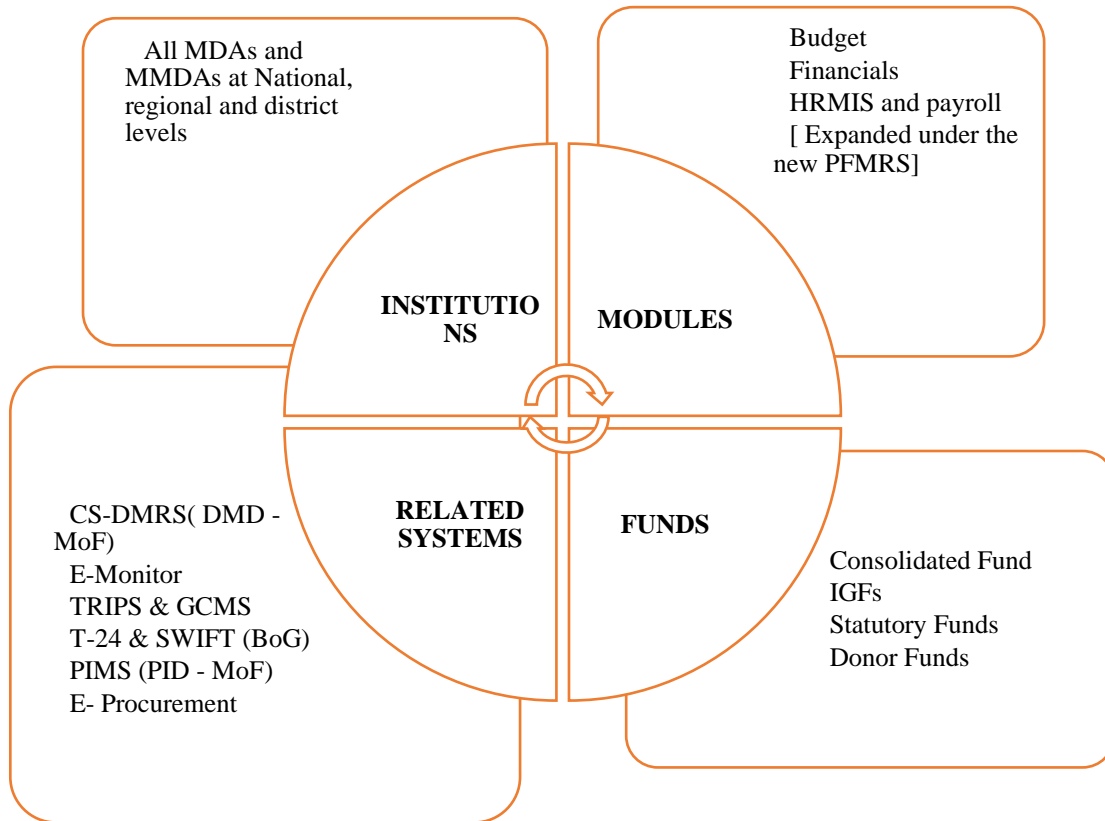 All MDAs and
MMDAs at National,
regional and district
levels
Budget
Financials
HRMIS and payroll
[ Expanded under the
new PFMRS]
INSTITUTIO
NS
MODULES
RELATED
SYSTEMS
FUNDS
CS-DMRS( DMD -
MoF)
E-Monitor
TRIPS & GCMS
T-24 & SWIFT (BoG)
PIMS (PID - MoF)
E- Procurement
Consolidated Fund
IGFs
Statutory Funds
Donor Funds